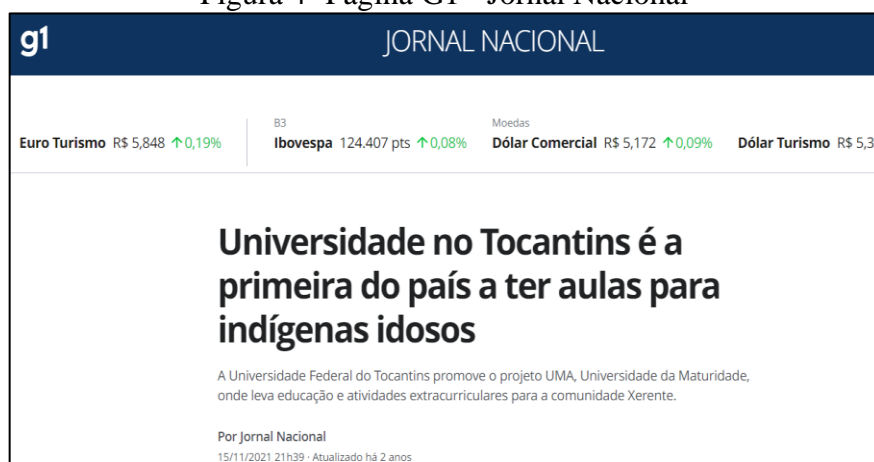 Figura 4- Página G1 - Jornal Nacional
g1 JORNAL NACIONAL
B3 Moedas
Euro Turismo R$ 5,848 ↑0,19% Ibovespa 124.407 pts ↑0,08% Dólar Comercial R$ 5,172 ↑0,09% Dólar Turismo R$ 5,3
Universidade no Tocantins é a
primeira do país a ter aulas para
indígenas idosos
A Universidade Federal do Tocantins promove o projeto UMA, Universidade da Maturidade,
onde leva educação e atividades extracurriculares para a comunidade Xerente.
Por Jornal Nacional
15/11/2021 21h39 · Atualizado há 2 anos